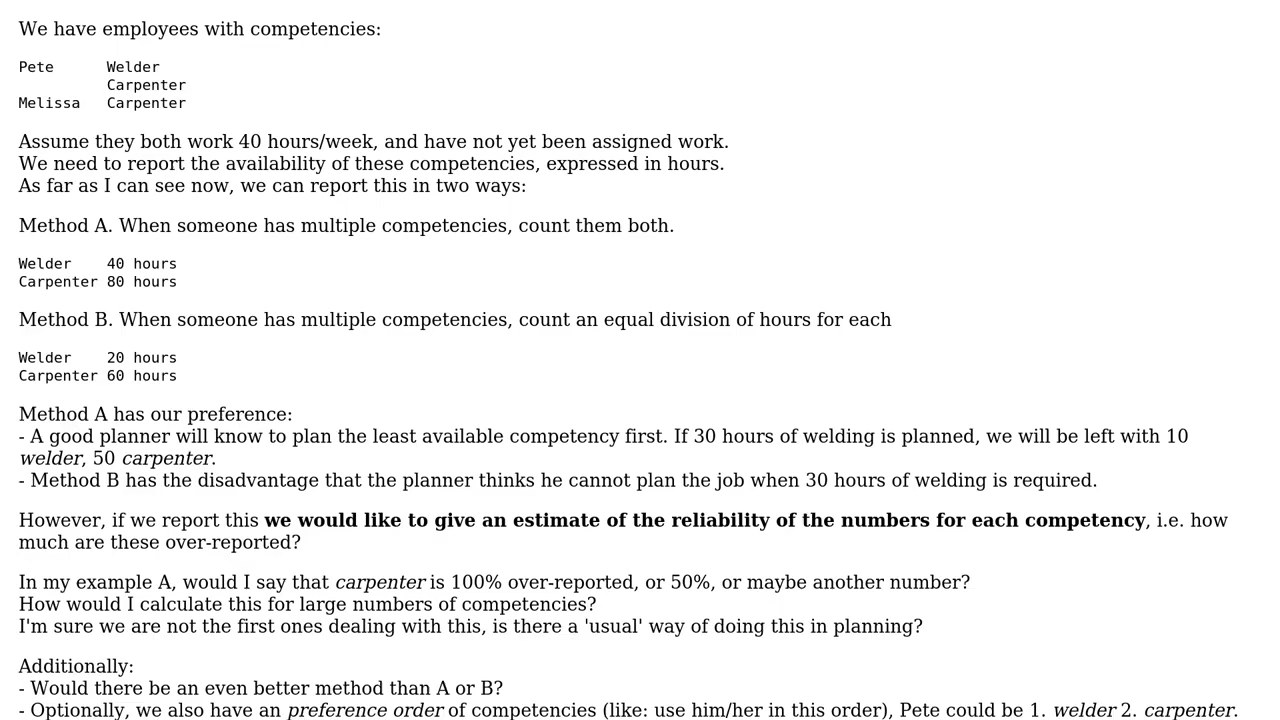 We have employees with competencies:
Pete      Welder
          Carpenter
Melissa   Carpenter
Assume they both work 40 hours/week, and have not yet been assigned work.
We need to report the availability of these competencies, expressed in hours.
As far as I can see now, we can report this in two ways:
Method A. When someone has multiple competencies, count them both.
Welder    40 hours
Carpenter 80 hours
Method B. When someone has multiple competencies, count an equal division of hours for each
Welder    20 hours
Carpenter 60 hours
Method A has our preference:
- A good planner will know to plan the least available competency first. If 30 hours of welding is planned, we will be left with 10
welder, 50 carpenter.
- Method B has the disadvantage that the planner thinks he cannot plan the job when 30 hours of welding is required.
However, if we report this we would like to give an estimate of the reliability of the numbers for each competency, i.e. how
much are these over-reported?
In my example A, would I say that carpenter is 100% over-reported, or 50%, or maybe another number?
How would I calculate this for large numbers of competencies?
I'm sure we are not the first ones dealing with this, is there a 'usual' way of doing this in planning?
Additionally:
- Would there be an even better method than A or B?
- Optionally, we also have an preference order of competencies (like: use him/her in this order), Pete could be 1. welder 2. carpenter.